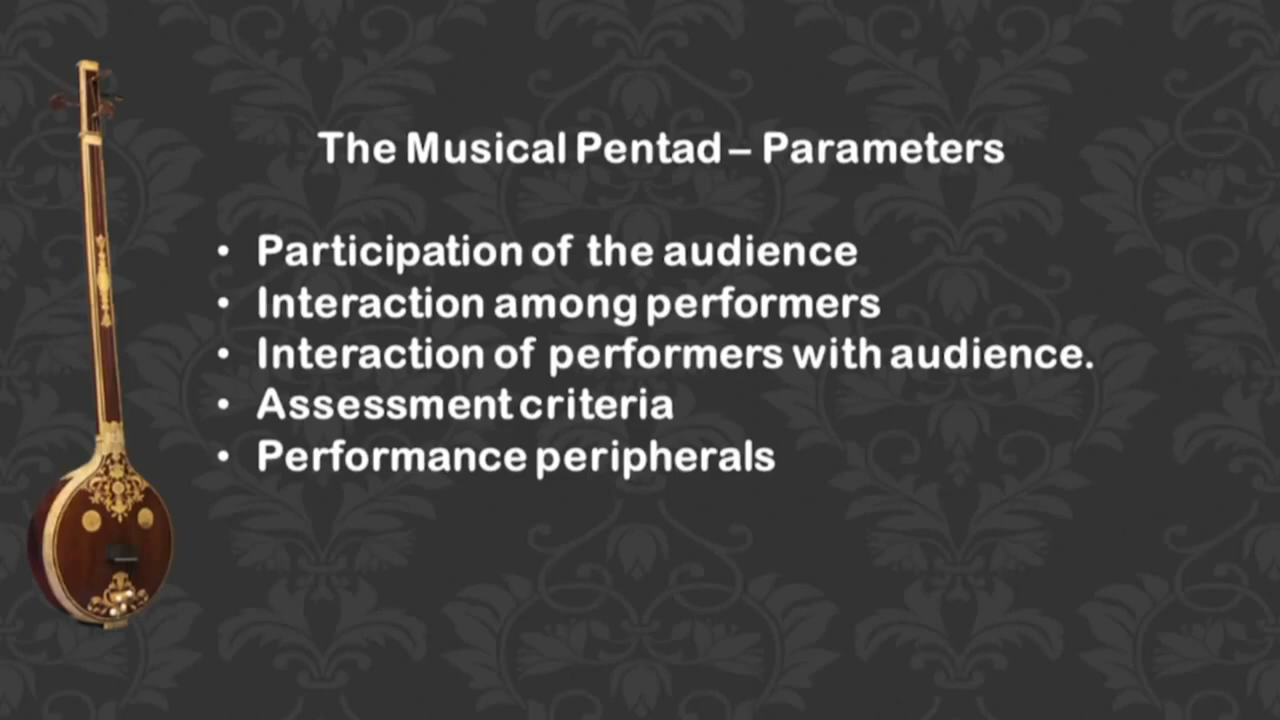 The Musical Pentad – Parameters
• Participation of the audience
• Interaction among performers
• Interaction of performers with audience.
• Assessment criteria
• Performance peripherals